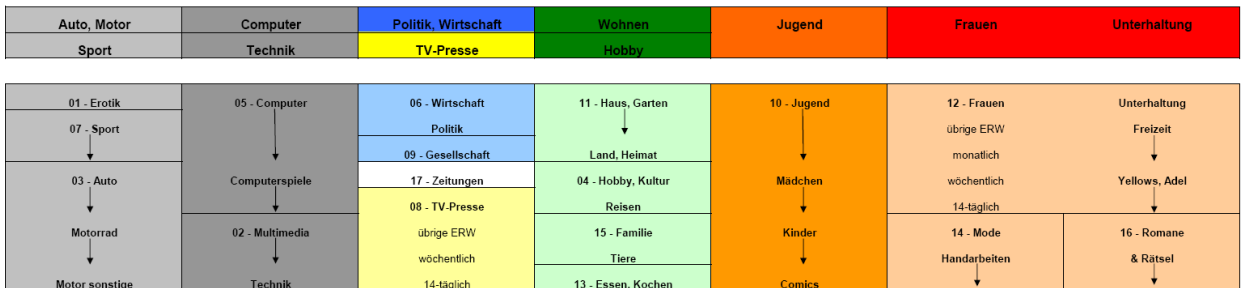 Auto, Motor Computer Politik, Wirtschaft Wohnen Jugend Frauen Unterhaltung
Sport Technik TV-Presse Hobby
01 - Erotik 05 - Computer 06 - Wirtschaft 11 - Haus, Garten 10 - Jugend 12 - Frauen Unterhaltung
07 - Sport Politik übrige ERW Freizeit
09 - Gesellschaft Land, Heimat monatlich
03 - Auto Computerspiele 17 - Zeitungen 04 - Hobby, Kultur Mädchen wöchentlich Yellows, Adel
08 - TV-Presse Reisen 14-täglich
Motorrad 02 - Multimedia übrige ERW 15 - Familie Kinder 14 - Mode 16 - Romane
wöchentlich Tiere Handarbeiten & Rätsel
Motor sonstige Technik 14-täglich 13 - Essen, Kochen Comics